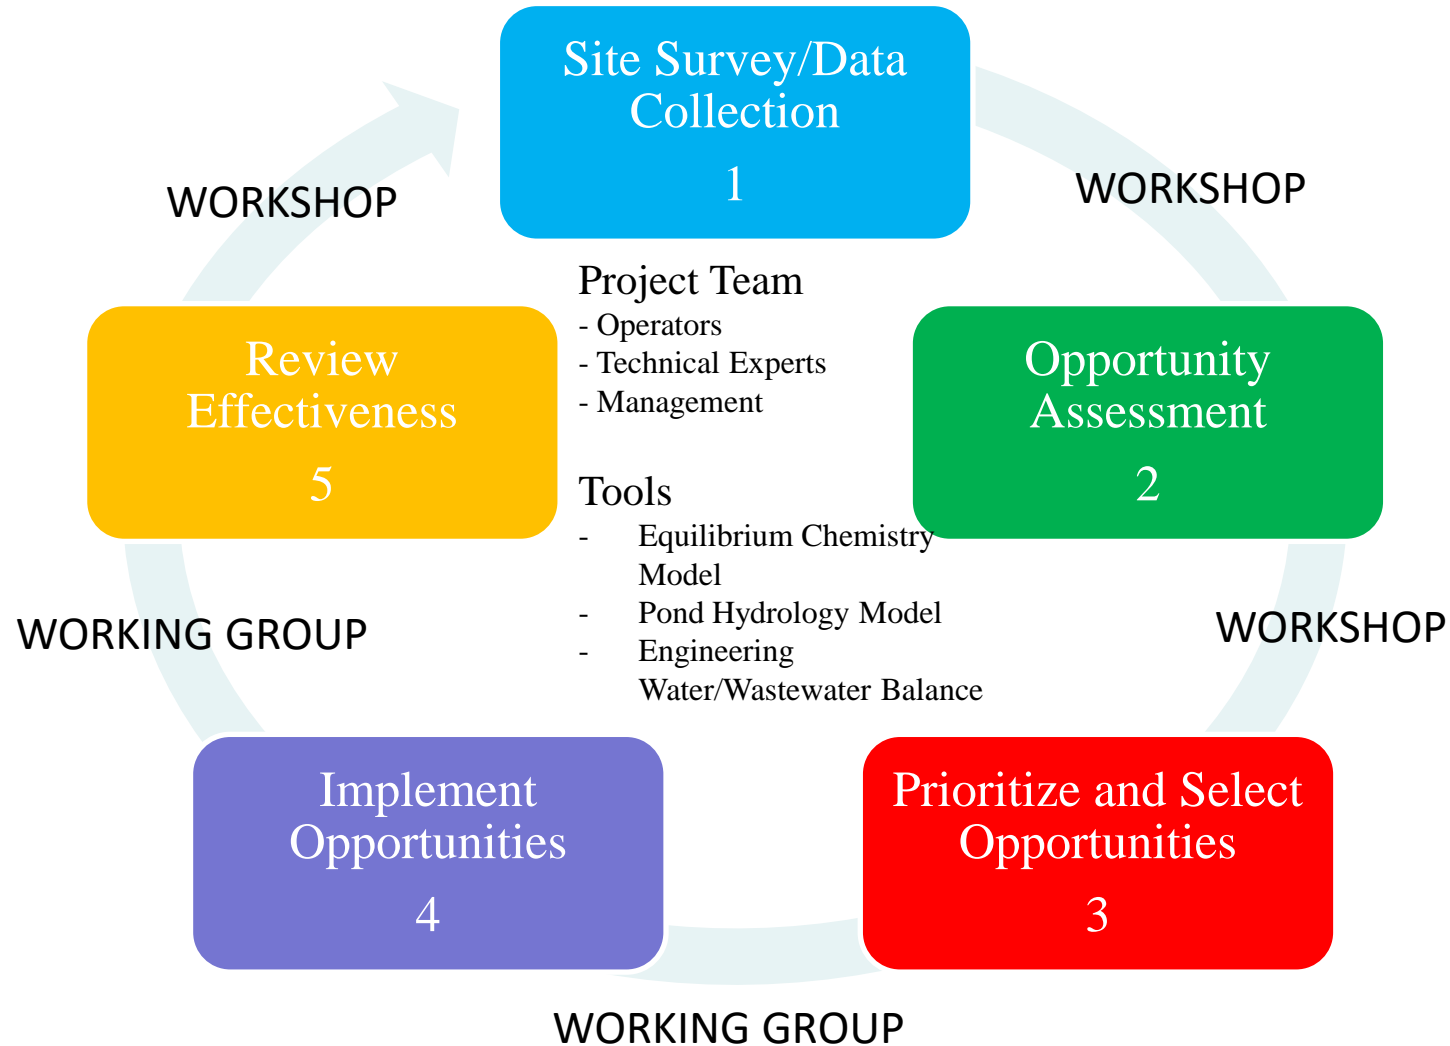 Site Survey/Data
Collection
1
WORKSHOP
WORKSHOP
Project Team
- Operators
- Technical Experts
- Management
Review
Effectiveness
5
Opportunity
Assessment
2
Tools
- Equilibrium Chemistry
Model
- Pond Hydrology Model
- Engineering
Water/Wastewater Balance
WORKING GROUP
WORKSHOP
Implement
Opportunities
4
Prioritize and Select
Opportunities
3
WORKING GROUP